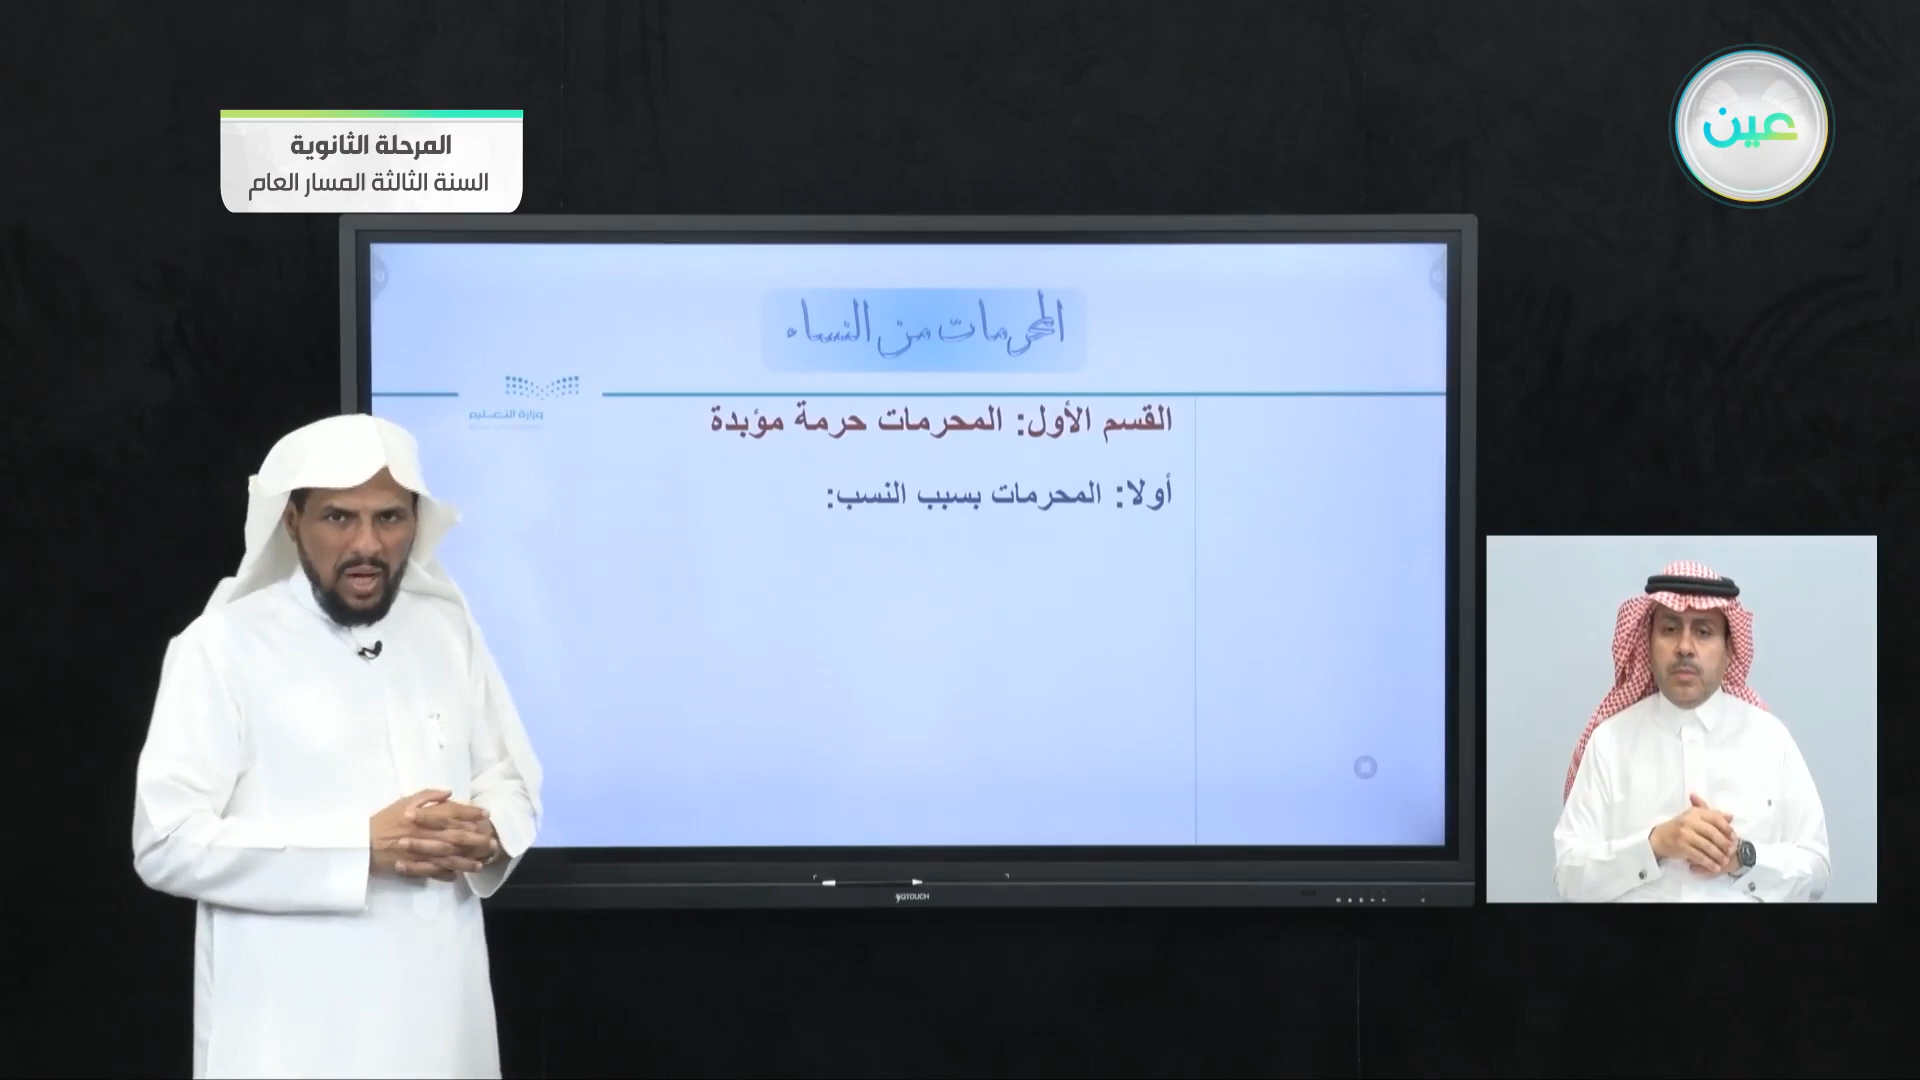 عين
المرحلة الثانوية
السنة الثالثة المسار العام
المحرمات من النساء
وزارة التعليم
القسم الأول: المحرمات حرمة مؤبدة
أولا: المحرمات بسبب النسب: